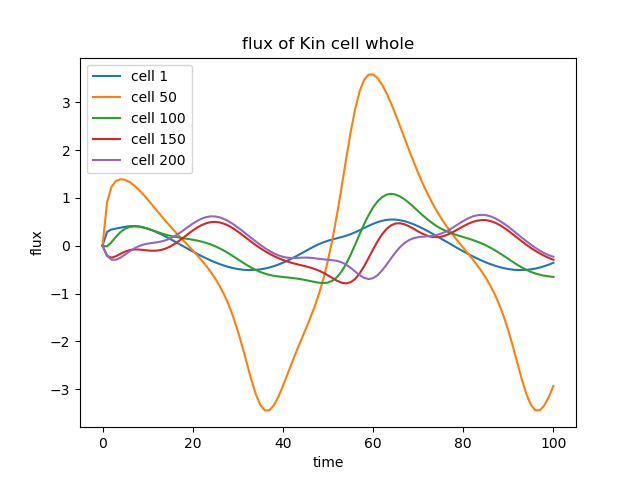 flux of Kin cell whole
cell 1
cell 50
cell 100
cell 150
cell 200
flux
3
2
1
0
−1
−2
−3
0 20 40 60 80 100
time